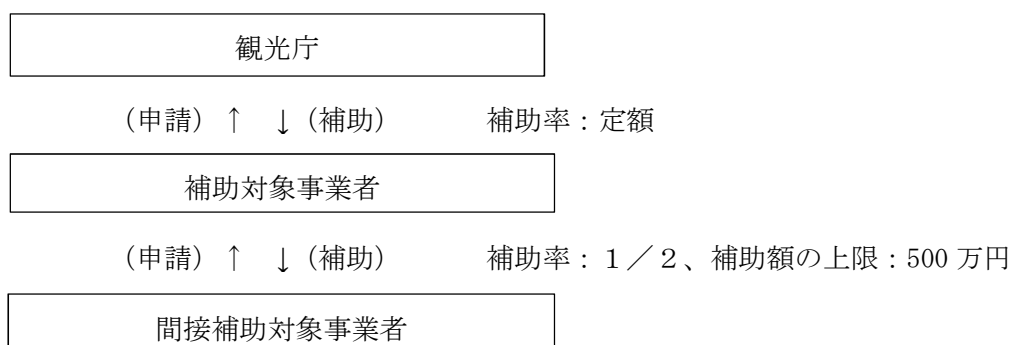 観光庁
（申請）↑ ↓（補助） 補助率：定額
補助対象事業者
（申請）↑ ↓（補助） 補助率：１／２、補助額の上限：500 万円
間接補助対象事業者